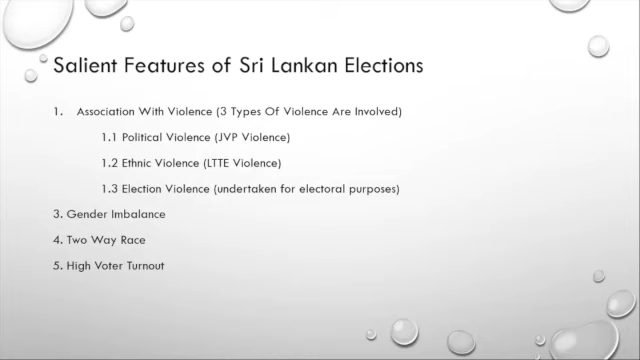 Salient Features of Sri Lankan Elections
1. Association With Violence (3 Types Of Violence Are Involved)
1.1 Political Violence (JVP Violence)
1.2 Ethnic Violence (LTTE Violence)
1.3 Election Violence (undertaken for electoral purposes)
3. Gender Imbalance
4. Two Way Race
5. High Voter Turnout